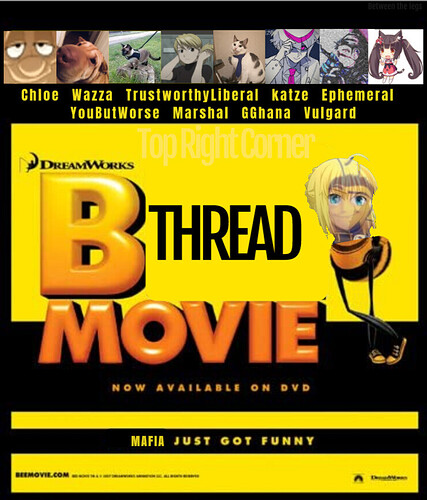 between the legs
Chloe Wazza TrustworthyLiberal katze Ephemeral
YouButWorse Marshal GGhana Vulgard
Top Right Corner
DREAMWORKS
B THREAD
MOVIE
NOW AVAILABLE ON DVD
MAFIA JUST GOT FUNNY
BEEMOVIE.COM
Paramount